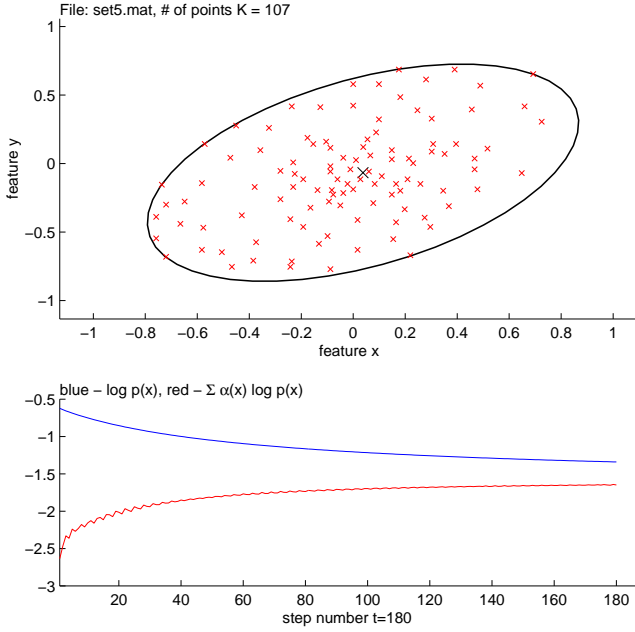 File: set5.mat, # of points K = 107
1
0.5
0
−0.5
−1
feature y
−1 −0.8 −0.6 −0.4 −0.2 0 0.2 0.4 0.6 0.8 1
feature x
blue − log p(x), red − Σ α(x) log p(x)
−0.5
−1
−1.5
−2
−2.5
−3
20 40 60 80 100 120 140 160 180
step number t=180